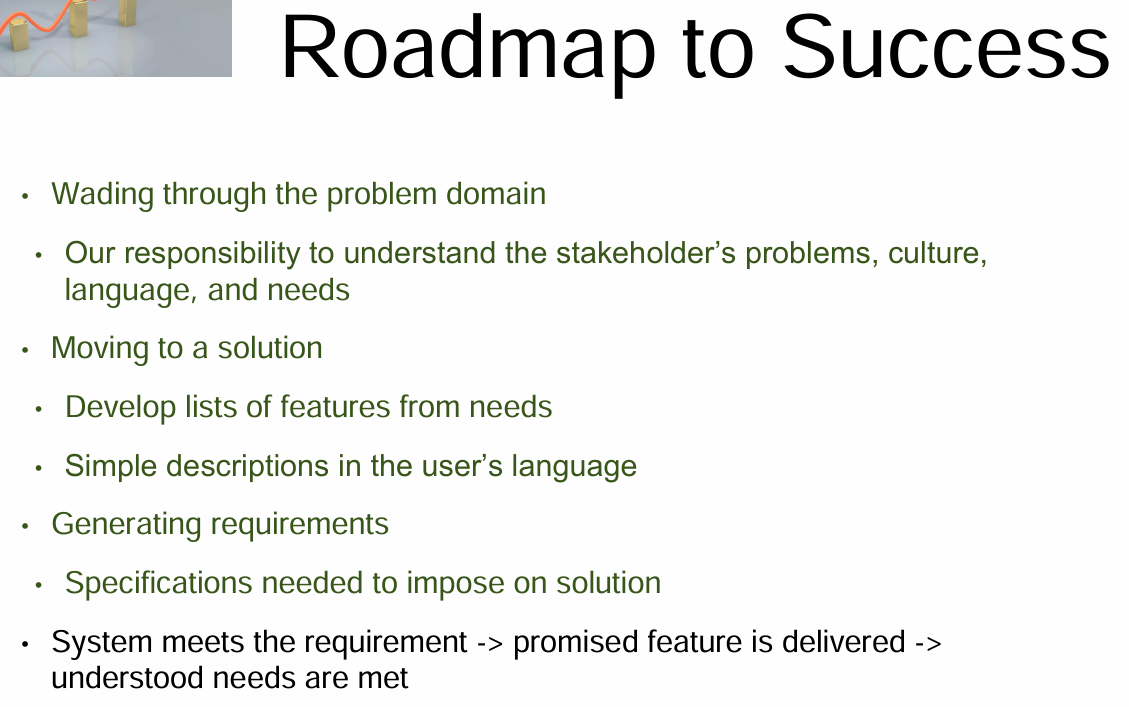 Roadmap to Success
• Wading through the problem domain
• Our responsibility to understand the stakeholder’s problems, culture,
language, and needs
• Moving to a solution
• Develop lists of features from needs
• Simple descriptions in the user’s language
• Generating requirements
• Specifications needed to impose on solution
• System meets the requirement -> promised feature is delivered ->
understood needs are met